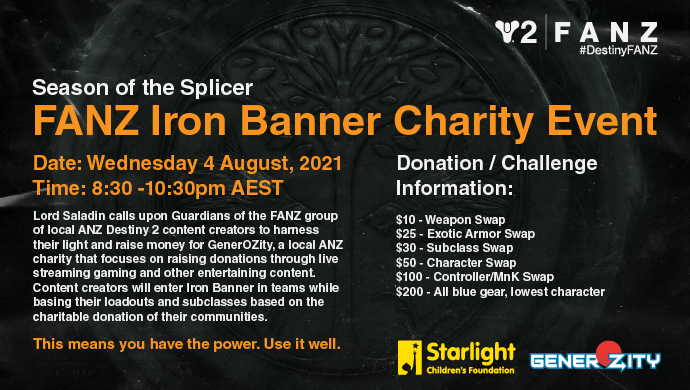 2 | FANZ
#DestinyFANZ
Season of the Splicer
FANZ Iron Banner Charity Event
Date: Wednesday 4 August, 2021
Time: 8:30 -10:30pm AEST
Lord Saladin calls upon Guardians of the FANZ group
of local ANZ Destiny 2 content creators to harness
their light and raise money for GenerOZity, a local ANZ
charity that focuses on raising donations through live
streaming gaming and other entertaining content.
Content creators will enter Iron Banner in teams while
basing their loadouts and subclasses based on the
charitable donation of their communities.
This means you have the power. Use it well.
Donation / Challenge
Information:
$10 - Weapon Swap
$25 - Exotic Armor Swap
$30 - Subclass Swap
$50 - Character Swap
$100 - Controller/MnK Swap
$200 - All blue gear, lowest character
Starlight
Children's Foundation
GENEROZITY